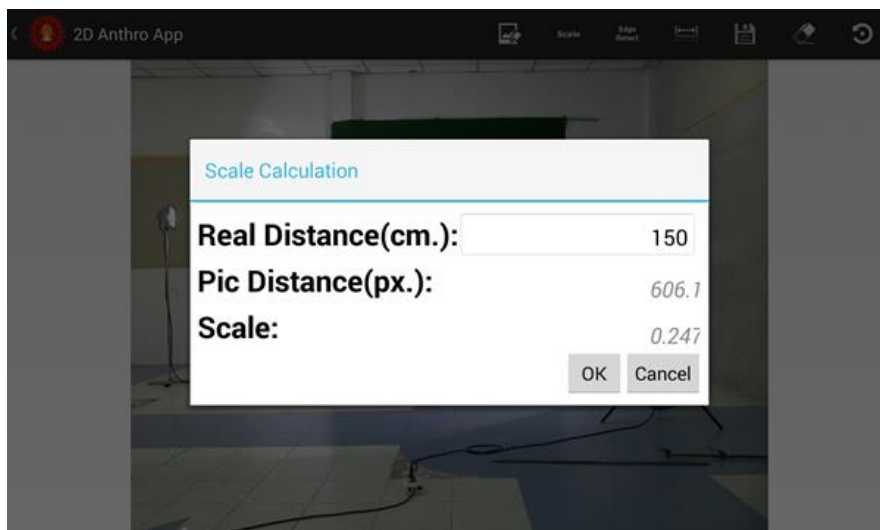 2D Anthro App
Scale
Edge
Detect
Scale Calculation
Real Distance(cm.): 150
Pic Distance(px.): 606.1
Scale: 0.247
OK Cancel